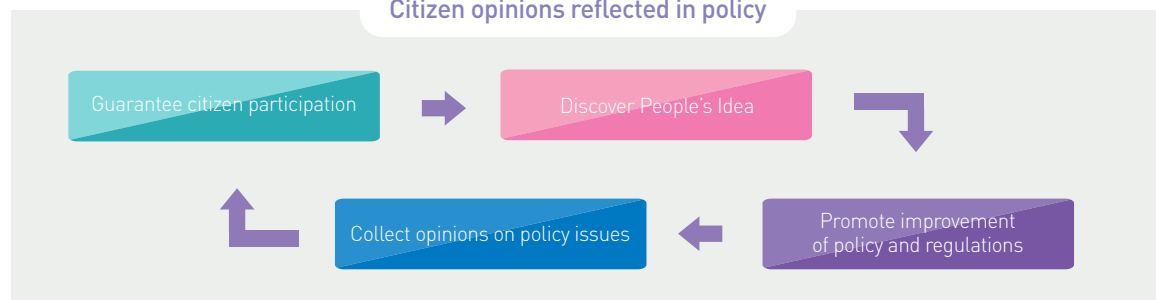 Citizen opinions reflected in policy
Guarantee citizen participation
Discover People's Idea
Promote improvement
of policy and regulations
Collect opinions on policy issues